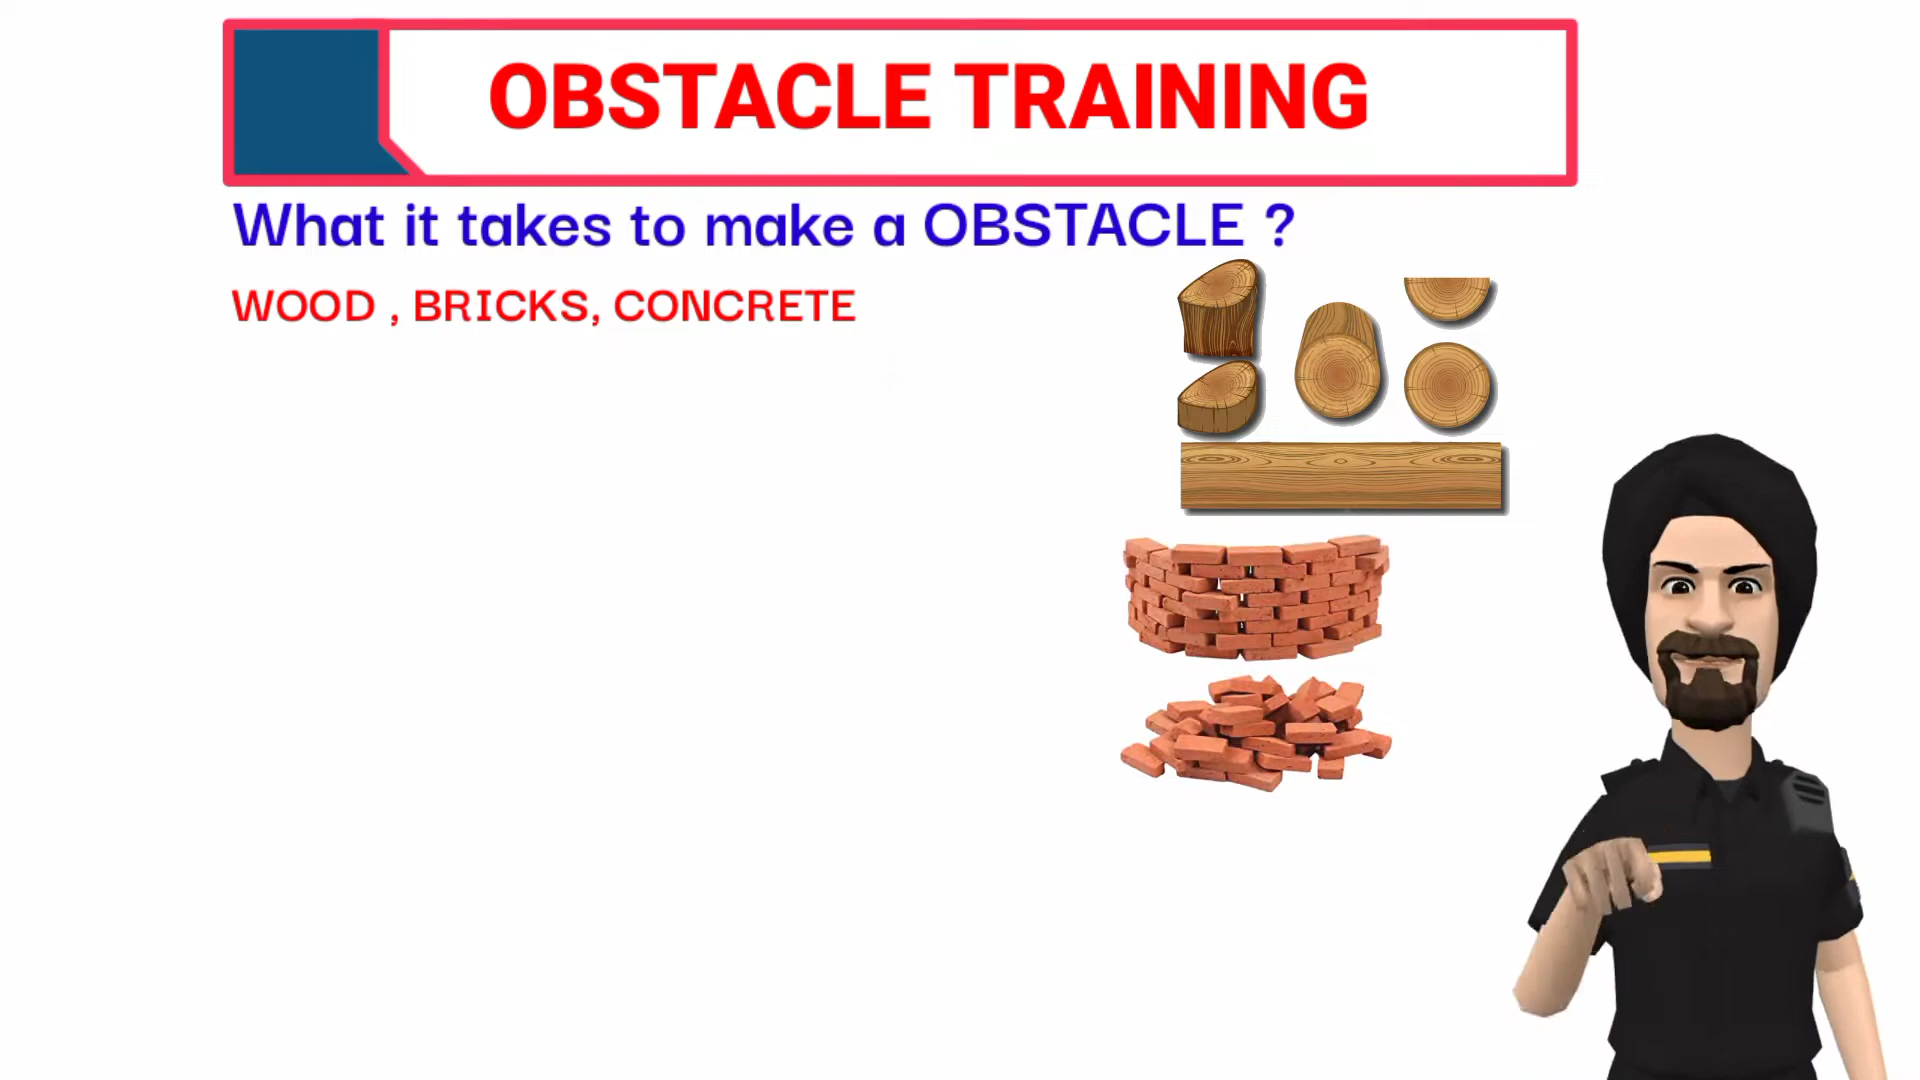 OBSTACLE TRAINING
What it takes to make a OBSTACLE ?
WOOD , BRICKS, CONCRETE